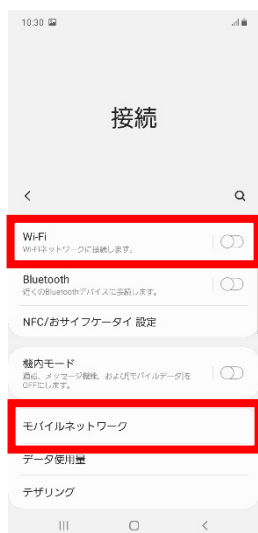 10:30
接続
Wi-Fi
Wi-Fiネットワークに接続します。
Bluetooth
近くのBluetoothデバイスに接続します。
NFC/おサイフケータイ 設定
機内モード
通話、メッセージ機能、および[モバイルデータ]を
OFFにします。
モバイルネットワーク
データ使用量
テザリング